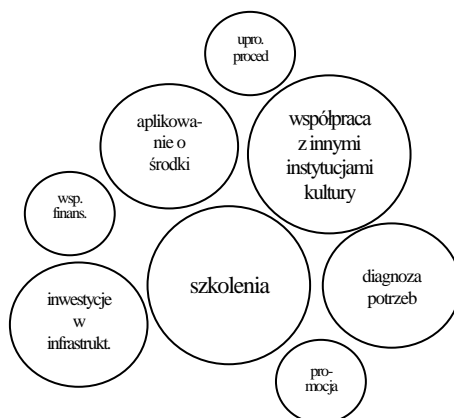 upro.
proced
aplikowa-
nie o
środki
współpraca
z innymi
instytucjami
kultury
wsp.
finans.
szkolenia
diagnoza
potrzeb
inwestycje
w
infrastrukt.
pro-
mocja